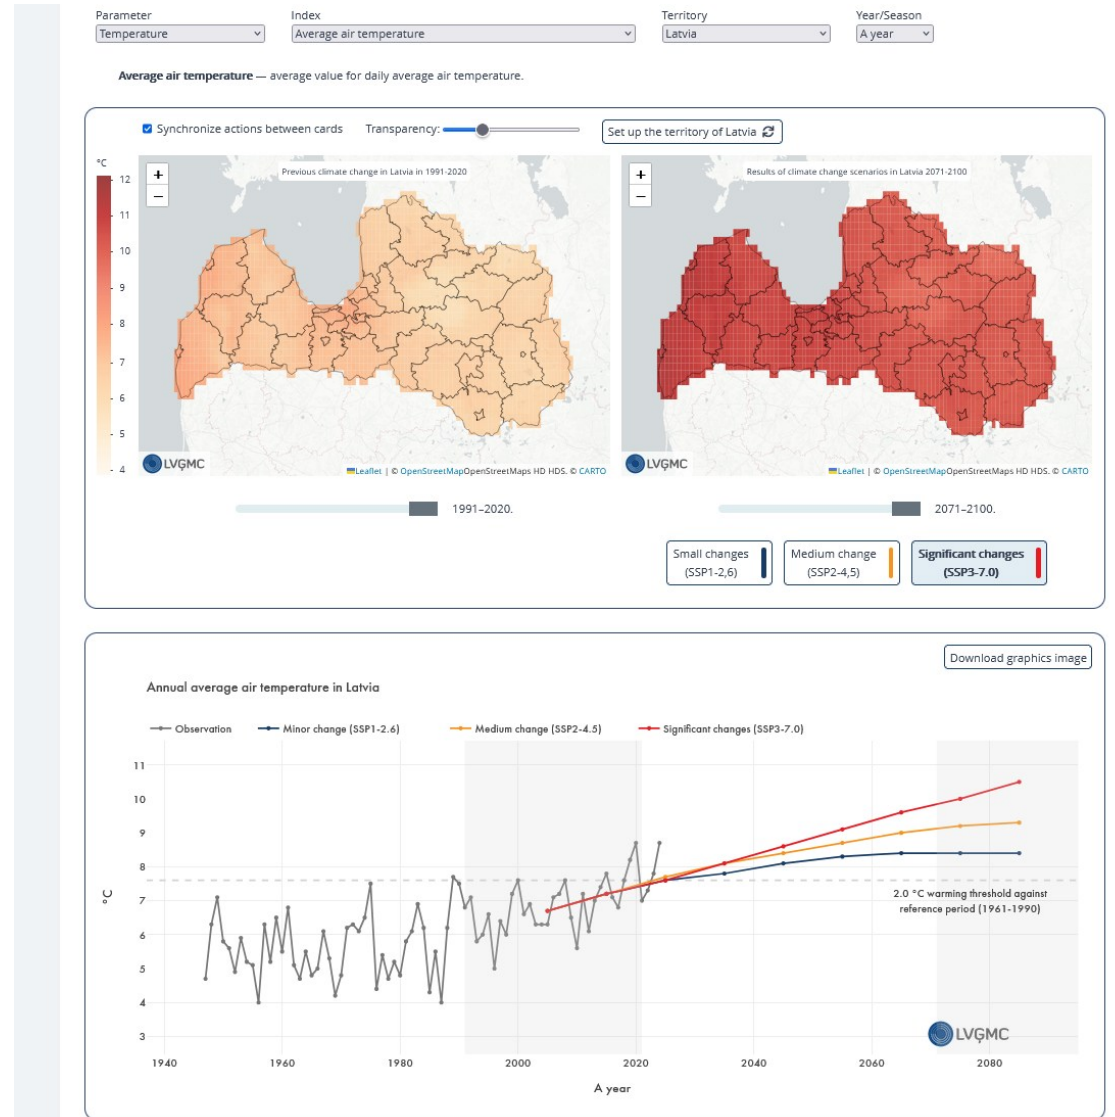 Parameter Index Territory Year/Season
Temperature Average air temperature Latvia A year
Average air temperature — average value for daily average air temperature.
Synchronize actions between cards Transparency: Set up the territory of Latvia
°C
12
11
10
9
8
7
6
5
4
+
−
Previous climate change in Latvia in 1991-2020
LVĢMC
Leaflet | © OpenStreetMapOpenStreetMaps HD HDS. © CARTO
+
−
Results of climate change scenarios in Latvia 2071-2100
LVĢMC
Leaflet | © OpenStreetMapOpenStreetMaps HD HDS. © CARTO
1991–2020. 2071–2100.
Small changes
(SSP1-2,6)
Medium change
(SSP2-4,5)
Significant changes
(SSP3-7.0)
Download graphics image
Annual average air temperature in Latvia
Observation Minor change (SSP1-2.6) Medium change (SSP2-4.5) Significant changes (SSP3-7.0)
11
10
9
8
7
6
5
4
3
°C
2.0 °C warming threshold against
reference period (1961-1990)
LVĢMC
1940 1960 1980 2000 2020 2040 2060 2080
A year